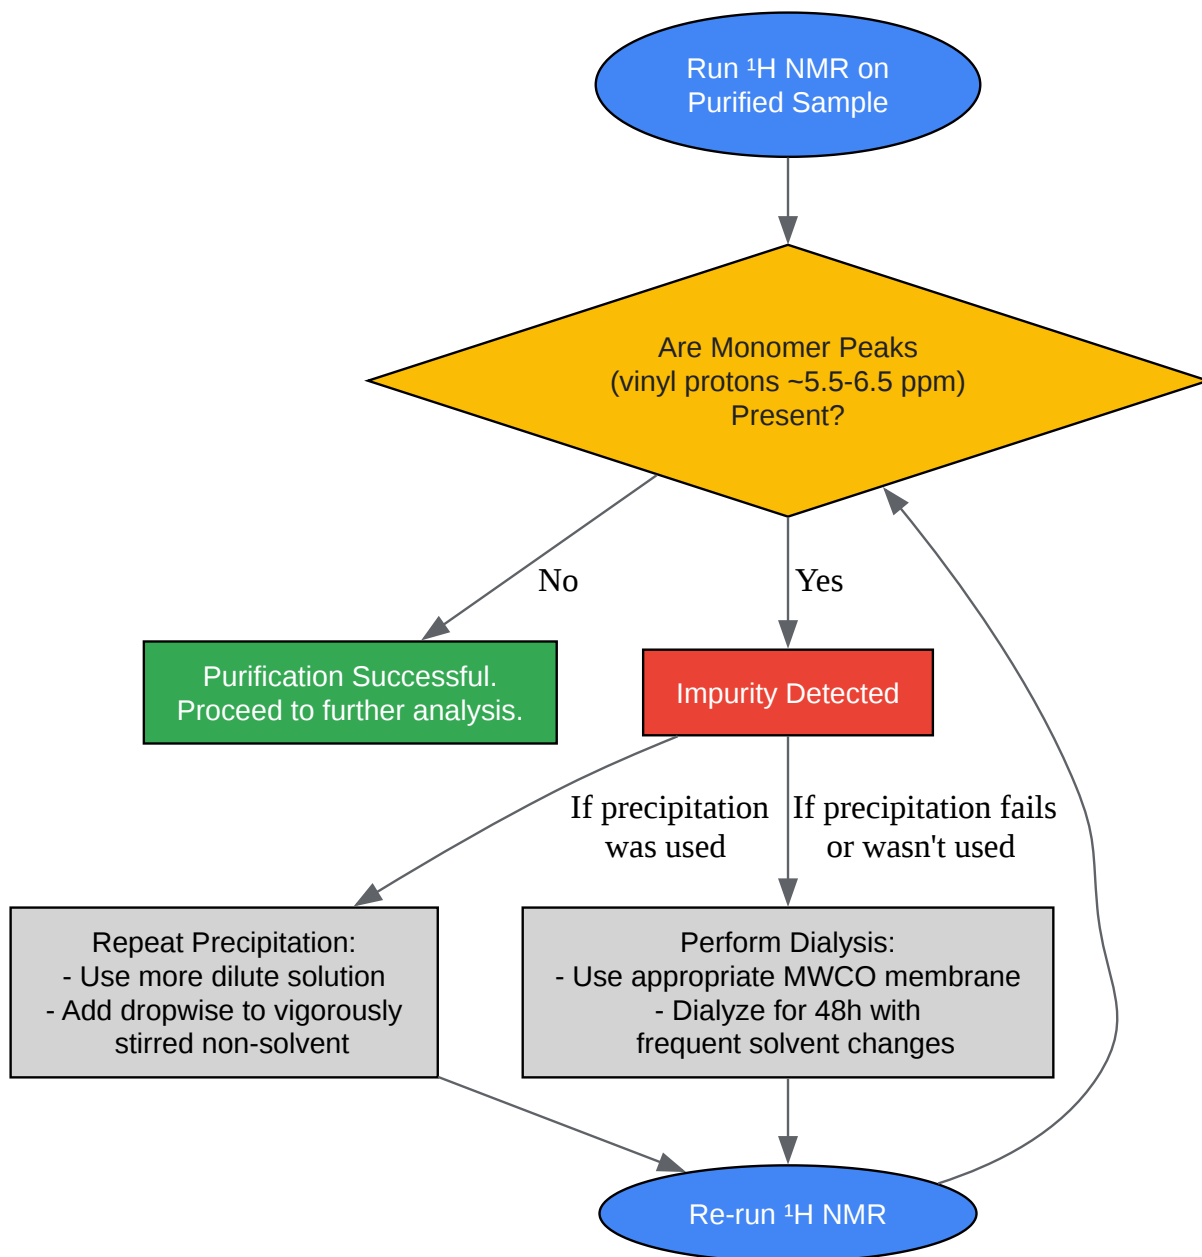 Run ¹H NMR on
Purified Sample
Are Monomer Peaks
(vinyl protons ~5.5-6.5 ppm)
Present?
No
Yes
Purification Successful.
Proceed to further analysis.
Impurity Detected
If precipitation
was used
If precipitation fails
or wasn't used
Repeat Precipitation:
- Use more dilute solution
- Add dropwise to vigorously
stirred non-solvent
Perform Dialysis:
- Use appropriate MWCO membrane
- Dialyze for 48h with
frequent solvent changes
Re-run ¹H NMR